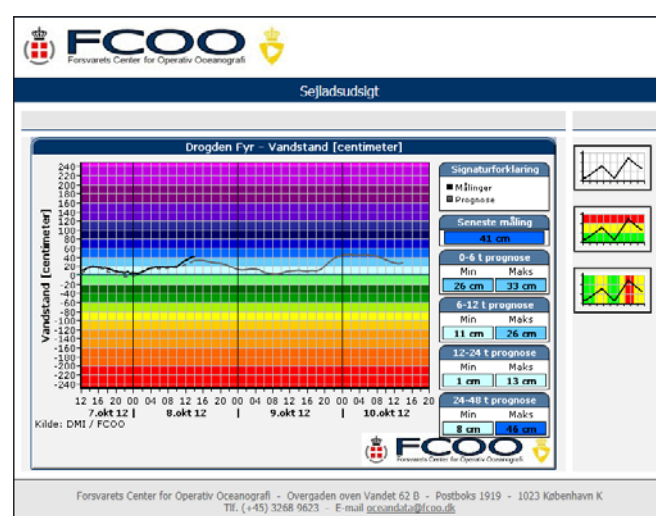 FCOO
Forsvarets Center for Operativ Oceanografi
Sejladsudsigt
Drogden Fyr - Vandstand [centimeter]
Vandstand [centimeter]
240
220
200
180
160
140
120
100
80
60
40
20
0
-20
-40
-60
-80
-100
-120
-140
-160
-180
-200
-220
-240
12 16 20 00 04 08 12 16 20 00 04 08 12 16 20 00 04 08 12 16 20
7.okt 12 | 8.okt 12 | 9.okt 12 | 10.okt 12
Kilde: DMI / FCOO
Signaturforklaring
Målinger
Prognose
Seneste måling
41 cm
0-6 t prognose
Min Maks
26 cm 33 cm
6-12 t prognose
Min Maks
11 cm 26 cm
12-24 t prognose
Min Maks
1 cm 13 cm
24-48 t prognose
Min Maks
8 cm 46 cm
FCOO
Forsvarets Center for Operativ Oceanografi
Forsvarets Center for Operativ Oceanografi - Overgaden oven Vandet 62 B - Postboks 1919 - 1023 København K
Tlf. (+45) 3268 9623 - E-mail oceandata@fcoo.dk